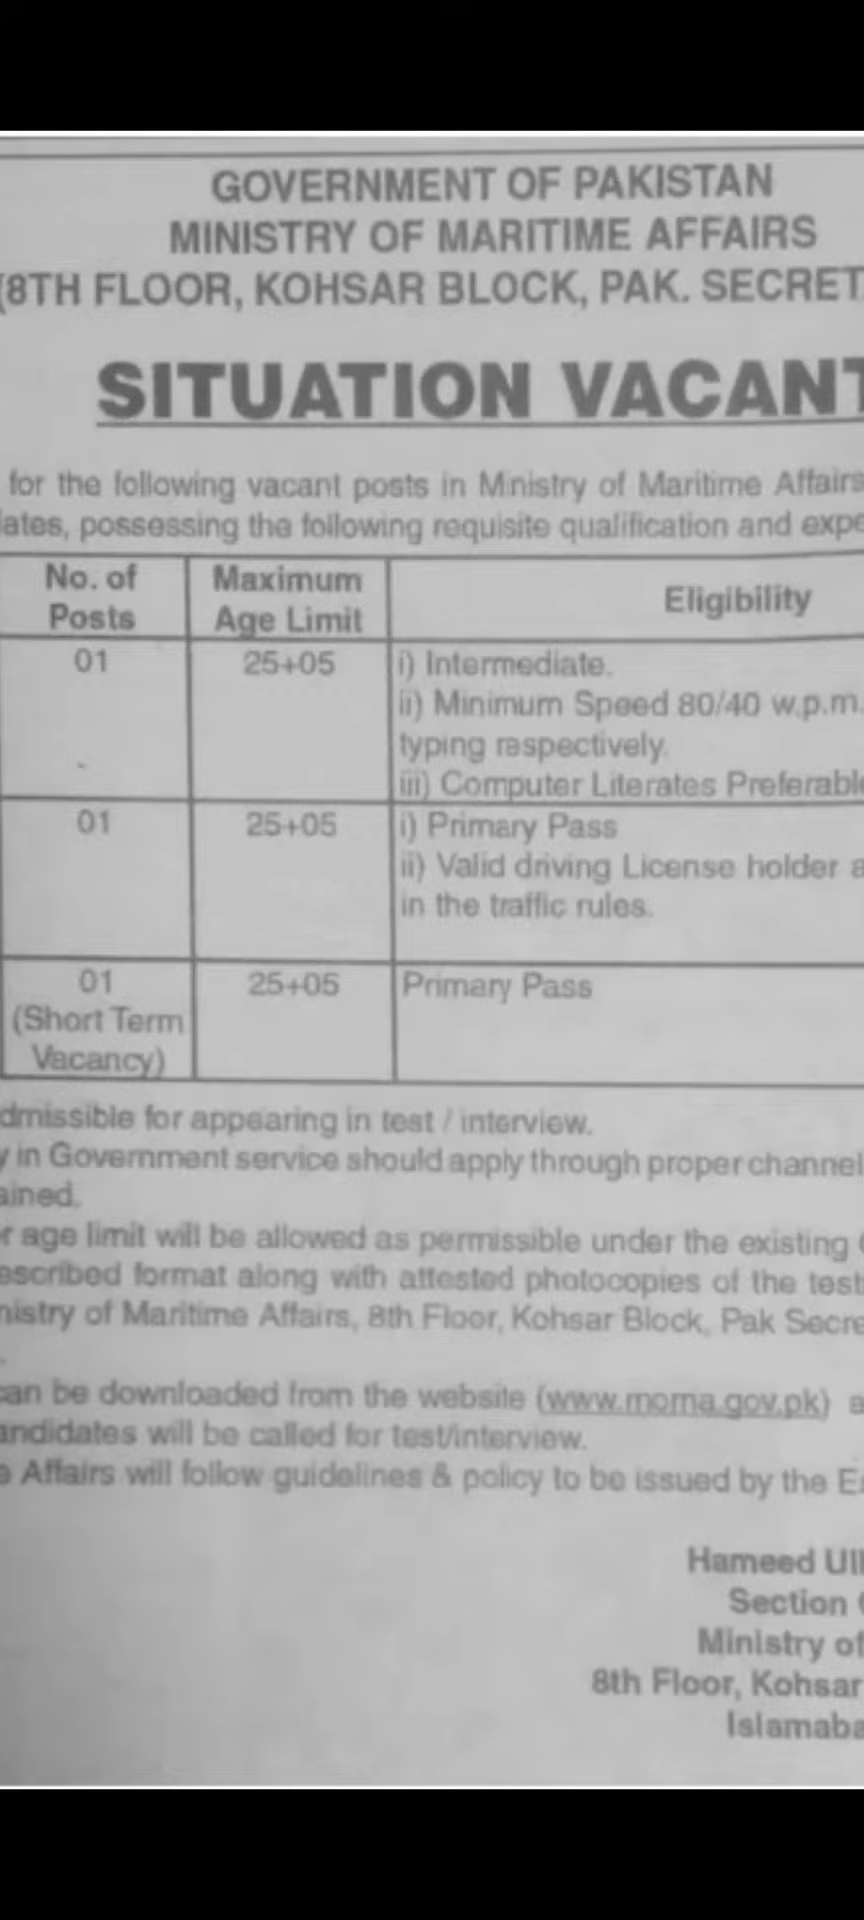 GOVERNMENT OF PAKISTAN
MINISTRY OF MARITIME AFFAIRS
(8TH FLOOR, KOHSAR BLOCK, PAK. SECRET
SITUATION VACANT
for the following vacant posts in Ministry of Maritime Affairs
lates, possessing the following requisite qualification and expe
No. of Posts | Maximum Age Limit | Eligibility
01 | 25+05 | i) Intermediate.
ii) Minimum Speed 80/40 w.p.m.
typing raspectively.
iii) Computer Literates Preferable
01 | 25+05 | i) Primary Pass
ii) Valid driving License holder a
in the traffic rules.
01 | 25+05 | Primary Pass
(Short Term
Vacancy)
dmissible for appearing in test / interview.
y in Government service should apply through proper channel
ained.
r age limit will be allowed as permissible under the existing
escribed format along with attested photocopies of the test
nistry of Maritime Affairs, 8th Floor, Kohsar Block, Pak Secre
can be downloaded from the website (www.moma.gov.pk) a
andidates will be called for test/interview.
e Affairs will follow guidelines & policy to be issued by the Es
Hameed Ull
Section
Ministry of
8th Floor, Kohsar
Islamaba